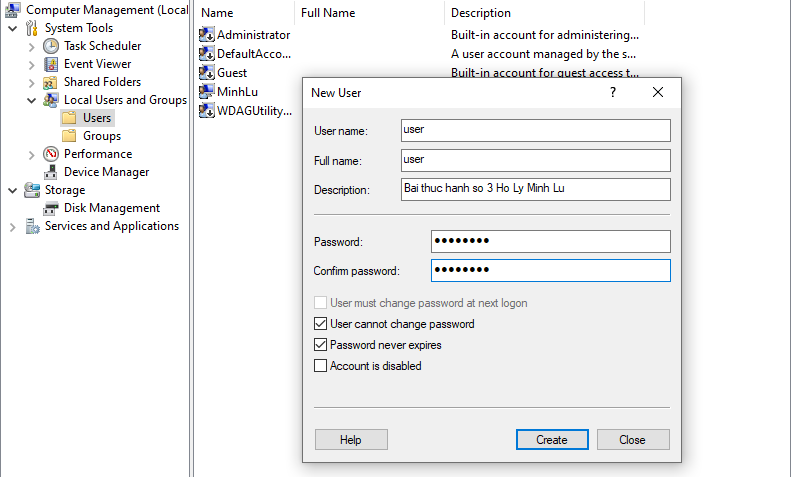 Computer Management (Local
System Tools
Task Scheduler
Event Viewer
Shared Folders
Local Users and Groups
Users
Groups
Performance
Device Manager
Storage
Disk Management
Services and Applications
Name Full Name Description
Administrator Built-in account for administering...
DefaultAcco... A user account managed by the s...
Guest Built-in account for guest access t...
MinhLu
WDAGUtility...
New User
?
User name: user
Full name: user
Description: Bai thuc hanh so 3 Ho Ly Minh Lu
Password: ●●●●●●●●
Confirm password: ●●●●●●●●
User must change password at next logon
User cannot change password
Password never expires
Account is disabled
Help Create Close